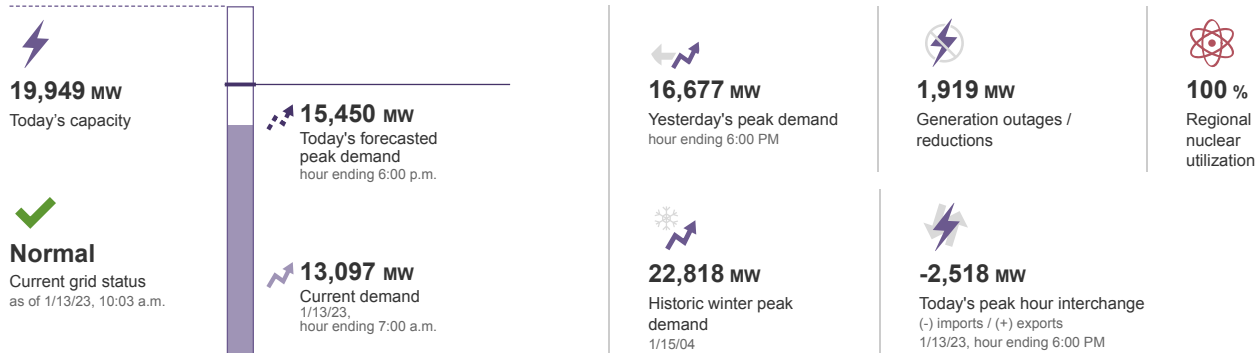 19,949 MW
Today's capacity
Normal
Current grid status
as of 1/13/23, 10:03 a.m.
15,450 MW
Today's forecasted
peak demand
hour ending 6:00 p.m.
13,097 MW
Current demand
1/13/23,
hour ending 7:00 a.m.
16,677 MW
Yesterday's peak demand
hour ending 6:00 PM
1,919 MW
Generation outages /
reductions
100 %
Regional
nuclear
utilization
22,818 MW
Historic winter peak
demand
1/15/04
-2,518 MW
Today's peak hour interchange
(-) imports / (+) exports
1/13/23, hour ending 6:00 PM